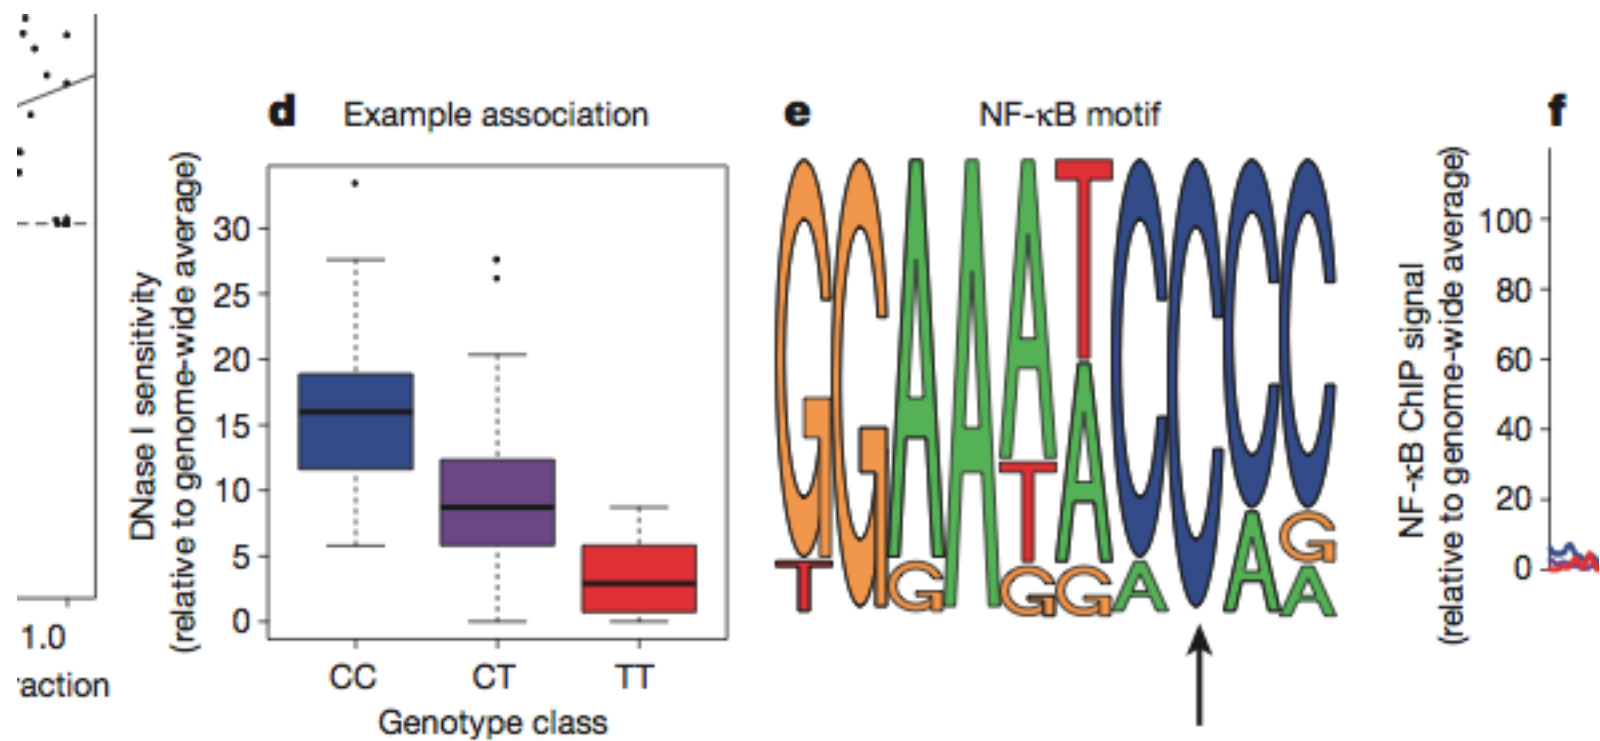 1.0
raction
d Example association
DNase I sensitivity
(relative to genome-wide average)
30
25
20
15
10
5
0
CC CT TT
Genotype class
e NF-κB motif
G G A A A T C C C C
T G T A A A G
G G A
f
NF-κB ChIP signal
(relative to genome-wide average)
100
80
60
40
20
0